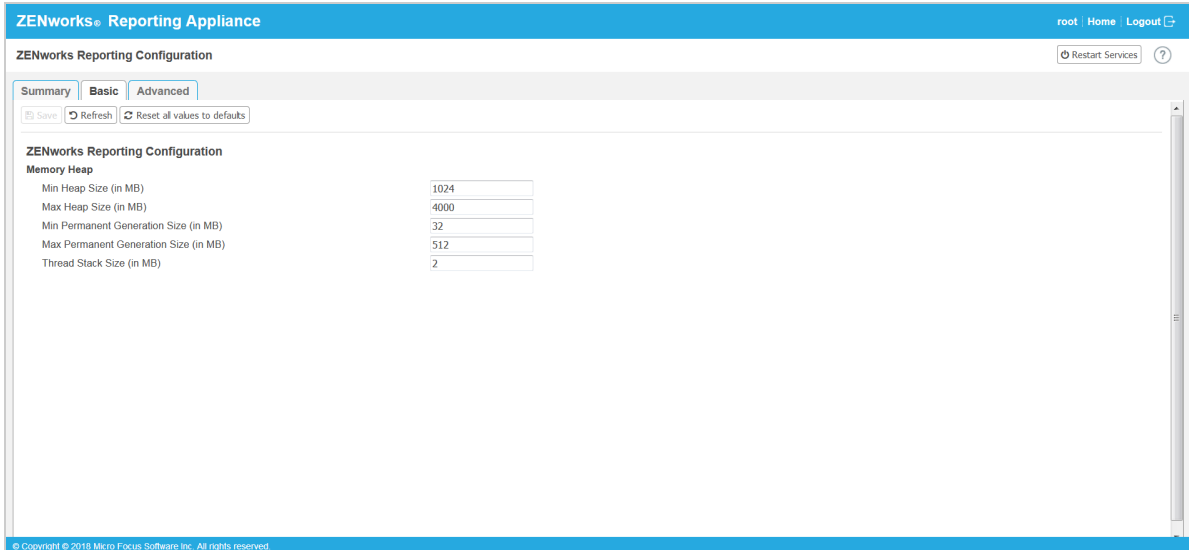 ZENworks® Reporting Appliance
root | Home | Logout
ZENworks Reporting Configuration
Restart Services ?
Summary Basic Advanced
Save Refresh Reset all values to defaults
ZENworks Reporting Configuration
Memory Heap
Min Heap Size (in MB) 1024
Max Heap Size (in MB) 4000
Min Permanent Generation Size (in MB) 32
Max Permanent Generation Size (in MB) 512
Thread Stack Size (in MB) 2
© Copyright © 2018 Micro Focus Software Inc. All rights reserved.